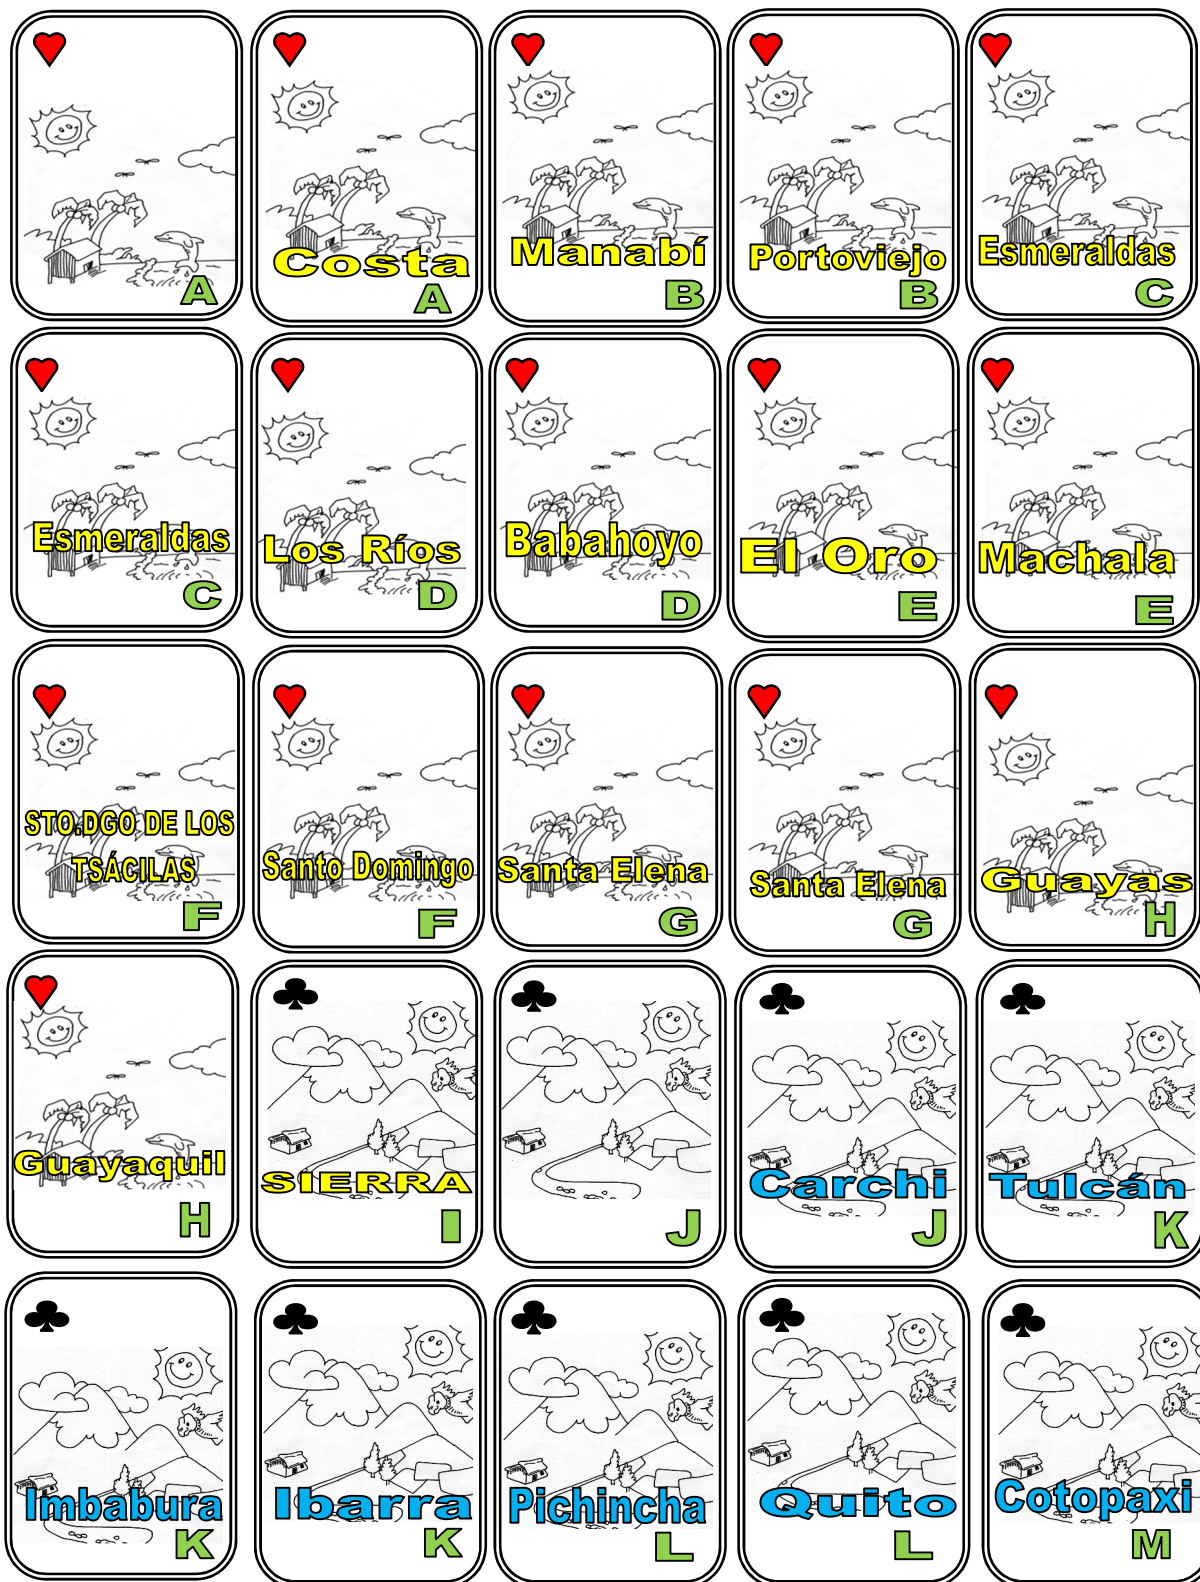 A
Costa
A
Manabí
B
Portoviejo
B
Esmeraldas
C
Esmeraldas
C
Los Ríos
D
Babahoyo
D
El Oro
E
Machala
E
STO.DGO DE LOS
TSÁCILAS
F
Santo Domingo
F
Santa Elena
G
Santa Elena
G
Guayas
H
Guayaquil
H
SIERRA
I
J
Carchi
J
Tulcán
K
Imbabura
K
Ibarra
K
Pichincha
L
Quito
L
Cotopaxi
M